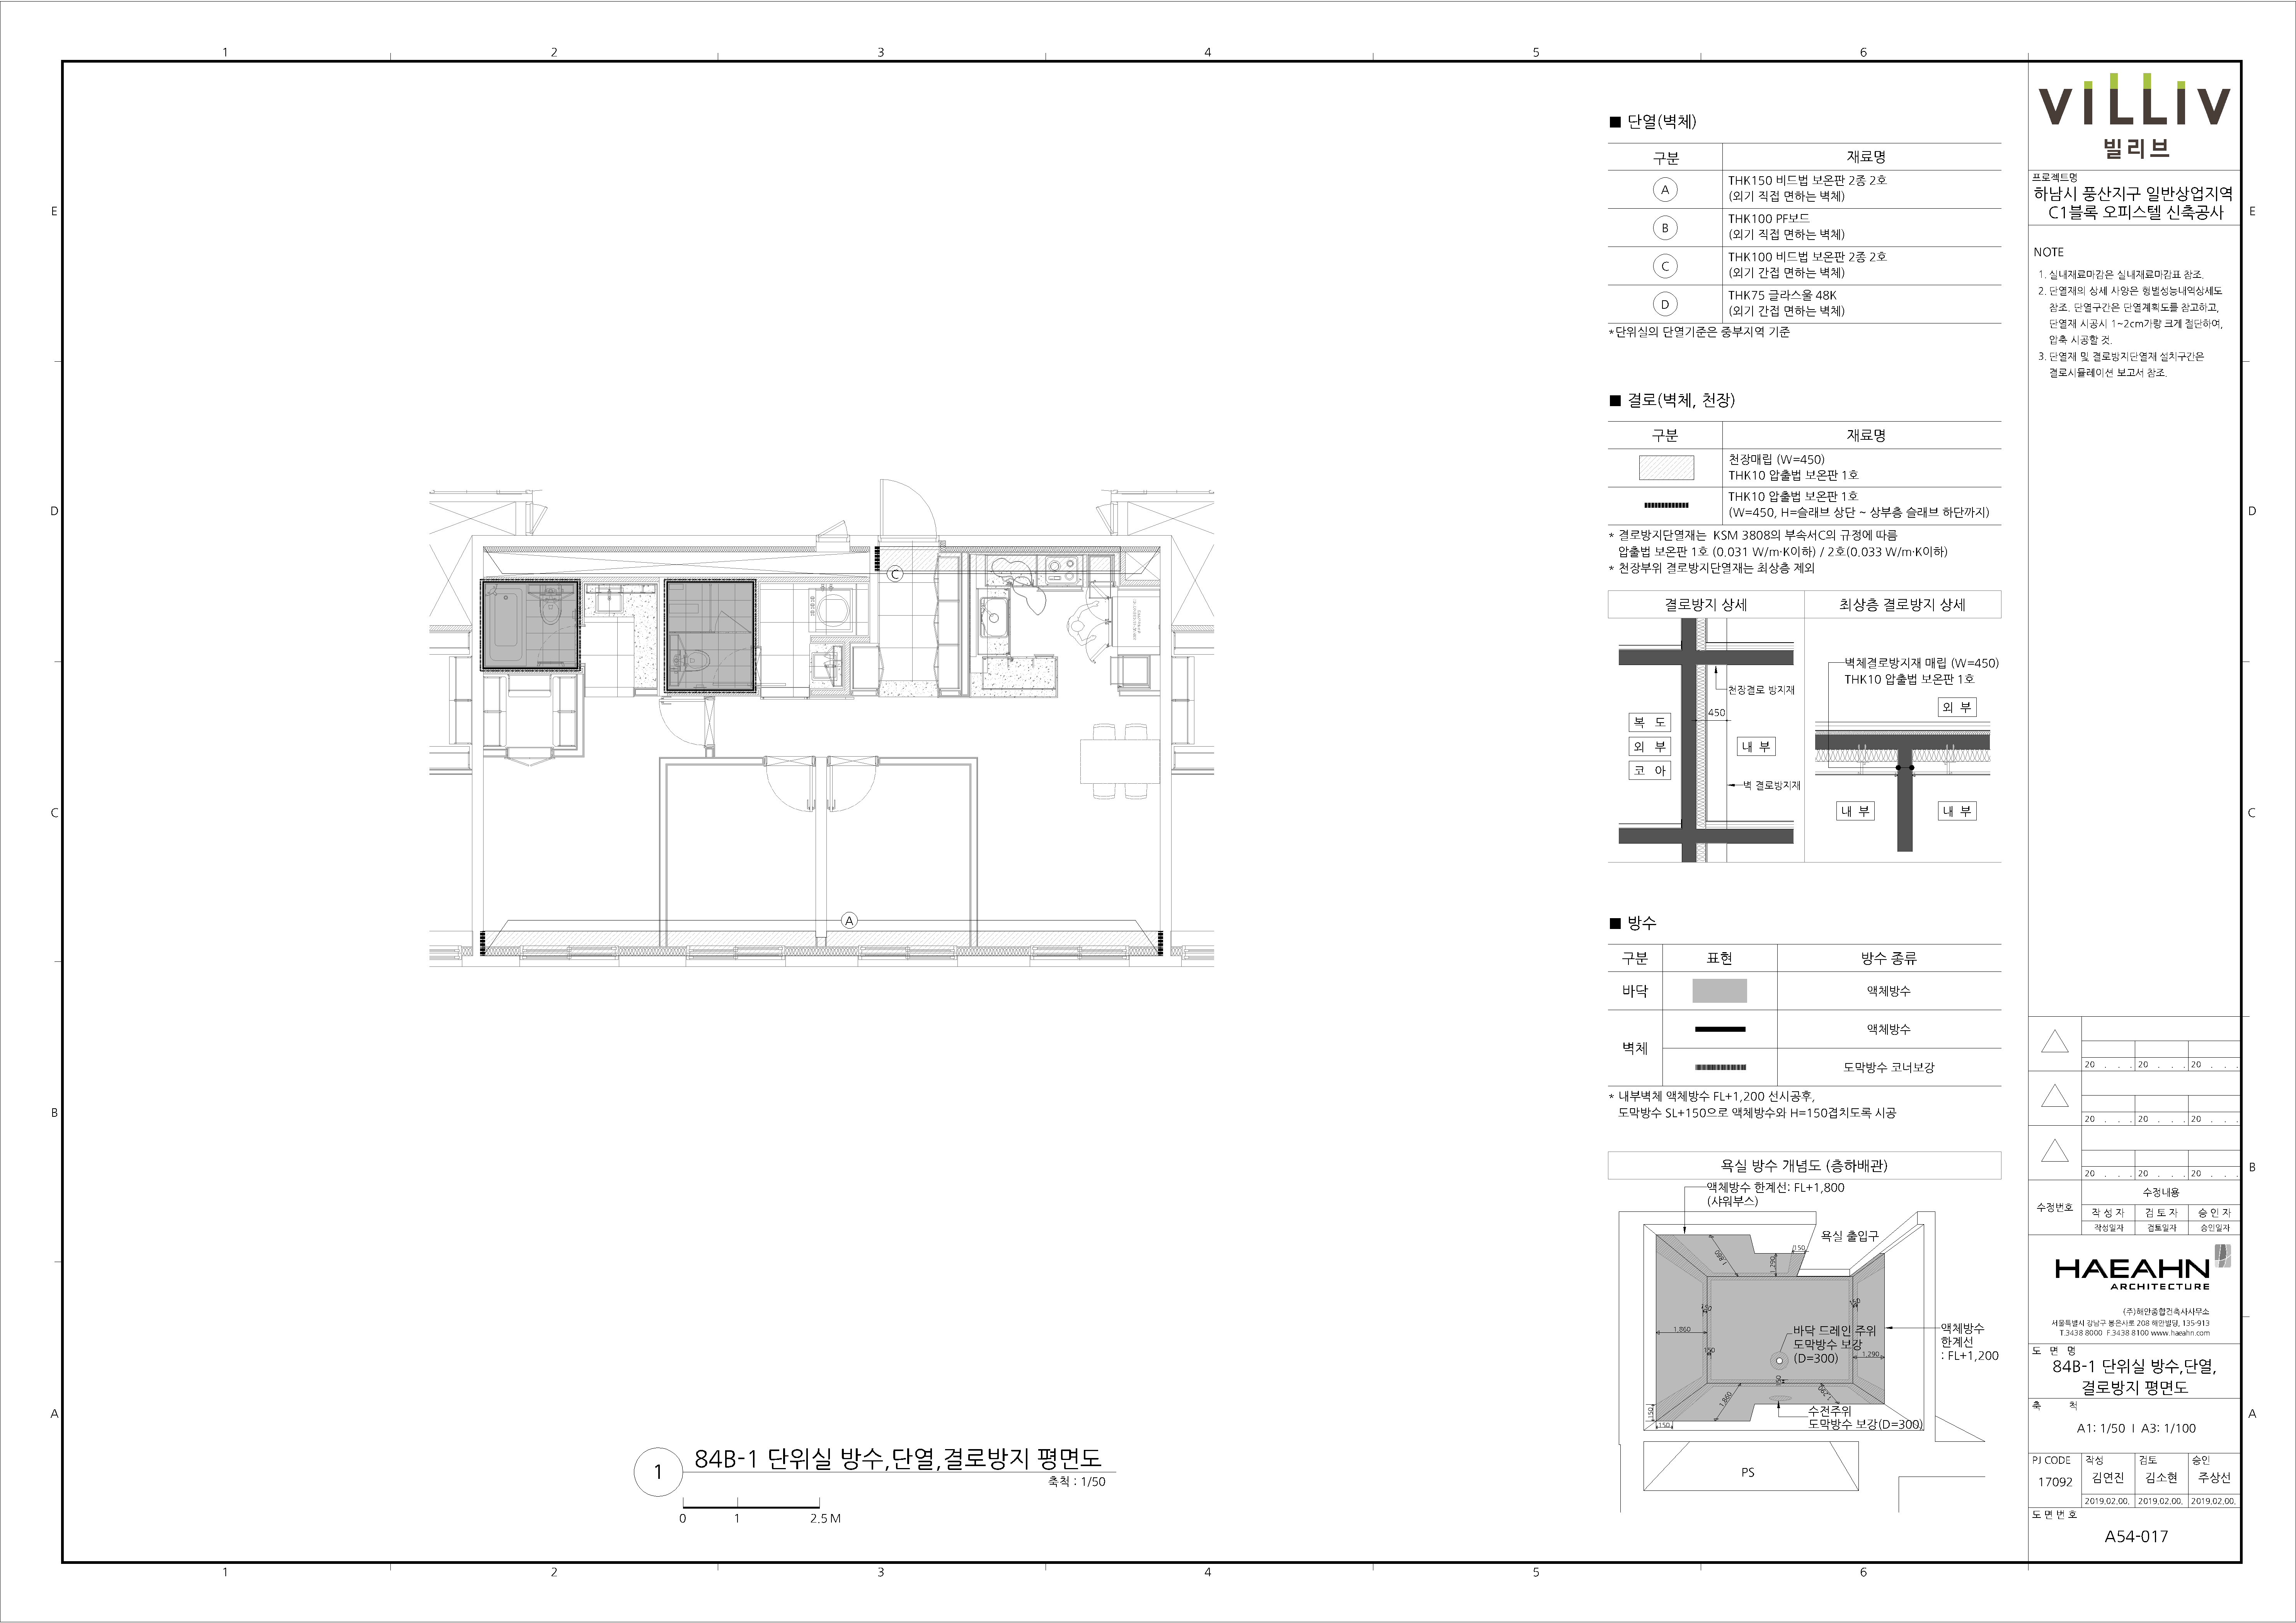 1 2 3 4 5 6
E
D
C
B
A
C
A
1
84B-1 단위실 방수,단열,결로방지 평면도
축척 : 1/50
0 1 2.5 M
■ 단열(벽체)
구분 재료명
A THK150 비드법 보온판 2종 2호
(외기 직접 면하는 벽체)
B THK100 PF보드
(외기 직접 면하는 벽체)
C THK100 비드법 보온판 2종 2호
(외기 간접 면하는 벽체)
D THK75 글라스울 48K
(외기 간접 면하는 벽체)
*단위실의 단열기준은 중부지역 기준
■ 결로(벽체, 천장)
구분 재료명
천장매립 (W=450)
THK10 압출법 보온판 1호
THK10 압출법 보온판 1호
(W=450, H=슬래브 상단 ~ 상부층 슬래브 하단까지)
* 결로방지단열재는 KSM 3808의 부속서C의 규정에 따름
압출법 보온판 1호 (0.031 W/m·K이하) / 2호(0.033 W/m·K이하)
* 천장부위 결로방지단열재는 최상층 제외
결로방지 상세 최상층 결로방지 상세
벽체결로방지재 매립 (W=450)
THK10 압출법 보온판 1호
천장결로 방지재
450
외 부
복 도
외 부
코 아
내 부
벽 결로방지재
내 부 내 부
■ 방수
구분 표현 방수 종류
바닥 액체방수
벽체 액체방수
도막방수 코너보강
* 내부벽체 액체방수 FL+1,200 선시공후,
도막방수 SL+150으로 액체방수와 H=150겹치도록 시공
욕실 방수 개념도 (층하배관)
액체방수 한계선: FL+1,800
(샤워부스)
욕실 출입구
1,860
1,290
150
150
150
1,860
150
바닥 드레인 주위
도막방수 보강
(D=300)
1,290
액체방수
한계선
: FL+1,200
150
1,860
1,290
수전주위
도막방수 보강(D=300)
150
150
PS
VILLIV
빌리브
프로젝트명
하남시 풍산지구 일반상업지역
C1블록 오피스텔 신축공사
NOTE
1. 실내재료마감은 실내재료마감표 참조.
2. 단열재의 상세 사양은 형별성능내역상세도
참조. 단열구간은 단열계획도를 참고하고,
단열재 시공시 1~2cm가량 크게 절단하여,
압축 시공할 것.
3. 단열재 및 결로방지단열재 설치구간은
결로시뮬레이션 보고서 참조.
20 . . . 20 . . . 20 . . .
20 . . . 20 . . . 20 . . .
20 . . . 20 . . . 20 . . .
수정번호 수정내용
작 성 자 검 토 자 승 인 자
작성일자 검토일자 승인일자
HAEAHN
ARCHITECTURE
(주)해안종합건축사사무소
서울특별시 강남구 봉은사로 208 해안빌딩, 135-913
T.3438 8000 F.3438 8100 www.haeahn.com
도 면 명
84B-1 단위실 방수,단열,
결로방지 평면도
축 척
A1: 1/50 I A3: 1/100
PJ CODE 작성 검토 승인
17092 김연진 김소현 주상선
2019.02.00. 2019.02.00. 2019.02.00.
도 면 번 호
A54-017
E
D
C
B
A
1 2 3 4 5 6